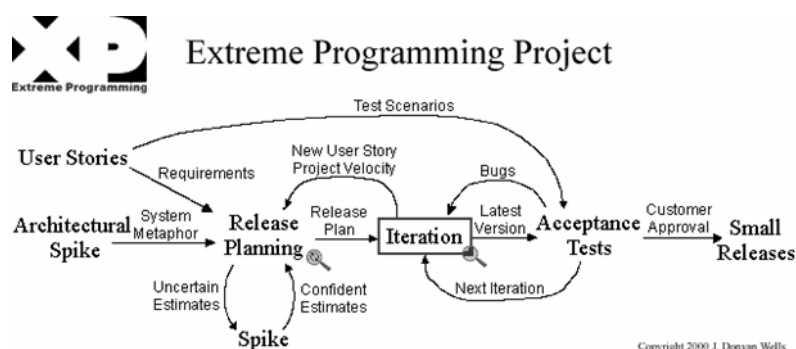 XP
Extreme Programming
Extreme Programming Project
Test Scenarios
User Stories
Requirements
New User Story
Project Velocity
Bugs
Architectural
Spike
System
Metaphor
Release
Planning
Release
Plan
Iteration
Latest
Version
Acceptance
Tests
Customer
Approval
Small
Releases
Uncertain
Estimates
Confident
Estimates
Next Iteration
Spike
Copyright 2000 J. Donvan Wells